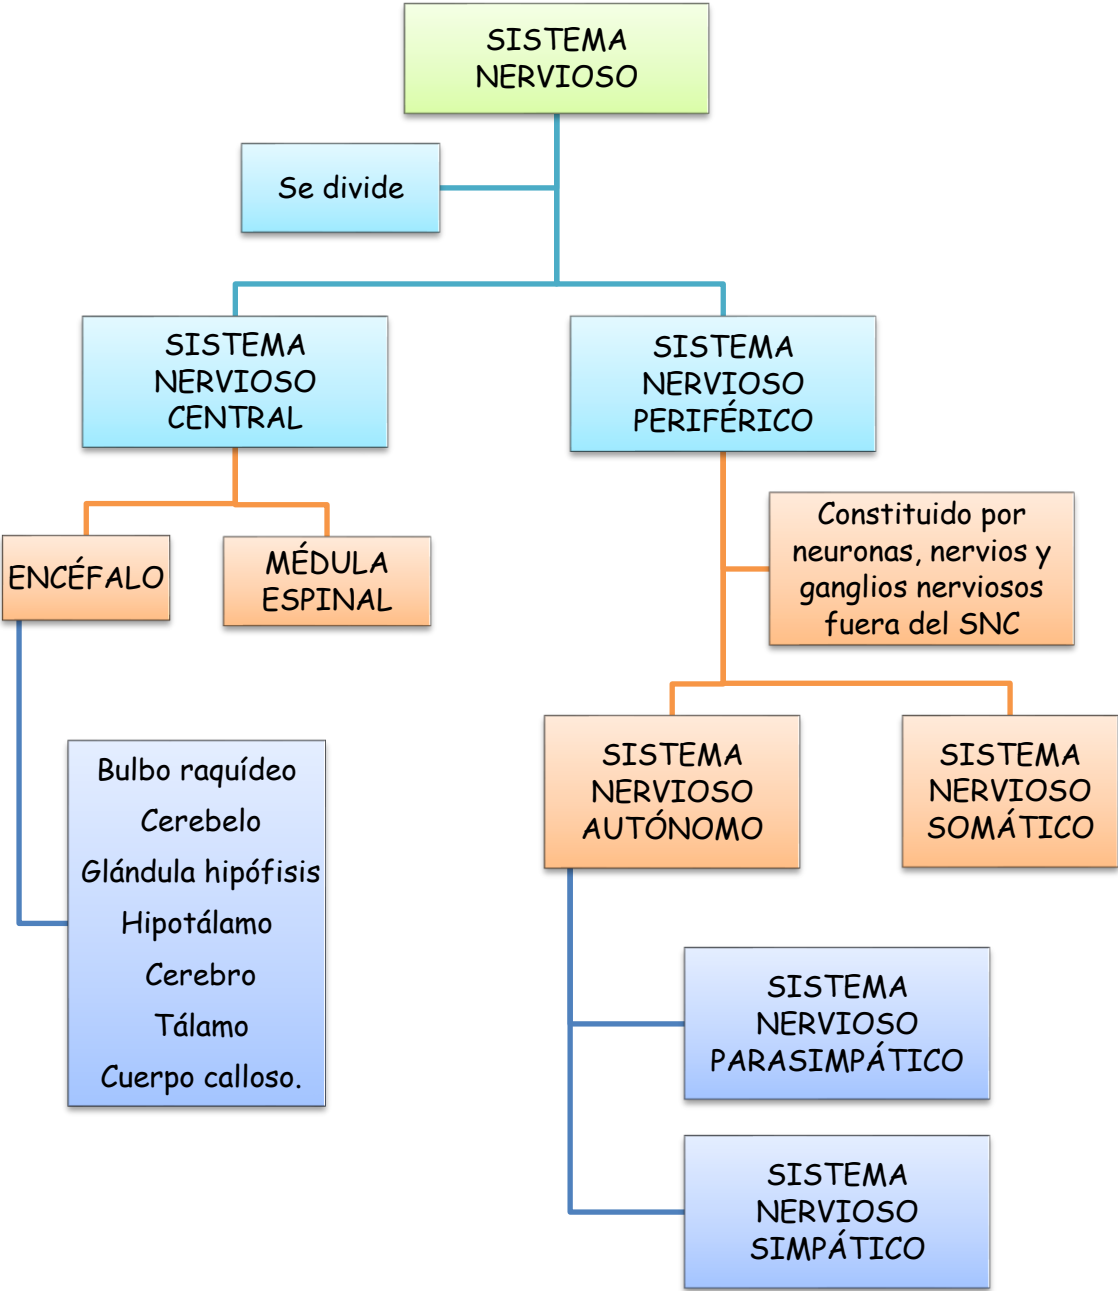 SISTEMA
NERVIOSO
Se divide
SISTEMA
NERVIOSO
CENTRAL
SISTEMA
NERVIOSO
PERIFÉRICO
Constituido por
neuronas, nervios y
ganglios nerviosos
fuera del SNC
ENCÉFALO
MÉDULA
ESPINAL
SISTEMA
NERVIOSO
AUTÓNOMO
SISTEMA
NERVIOSO
SOMÁTICO
Bulbo raquídeo
Cerebelo
Glándula hipófisis
Hipotálamo
Cerebro
Tálamo
Cuerpo calloso.
SISTEMA
NERVIOSO
PARASIMPÁTICO
SISTEMA
NERVIOSO
SIMPÁTICO